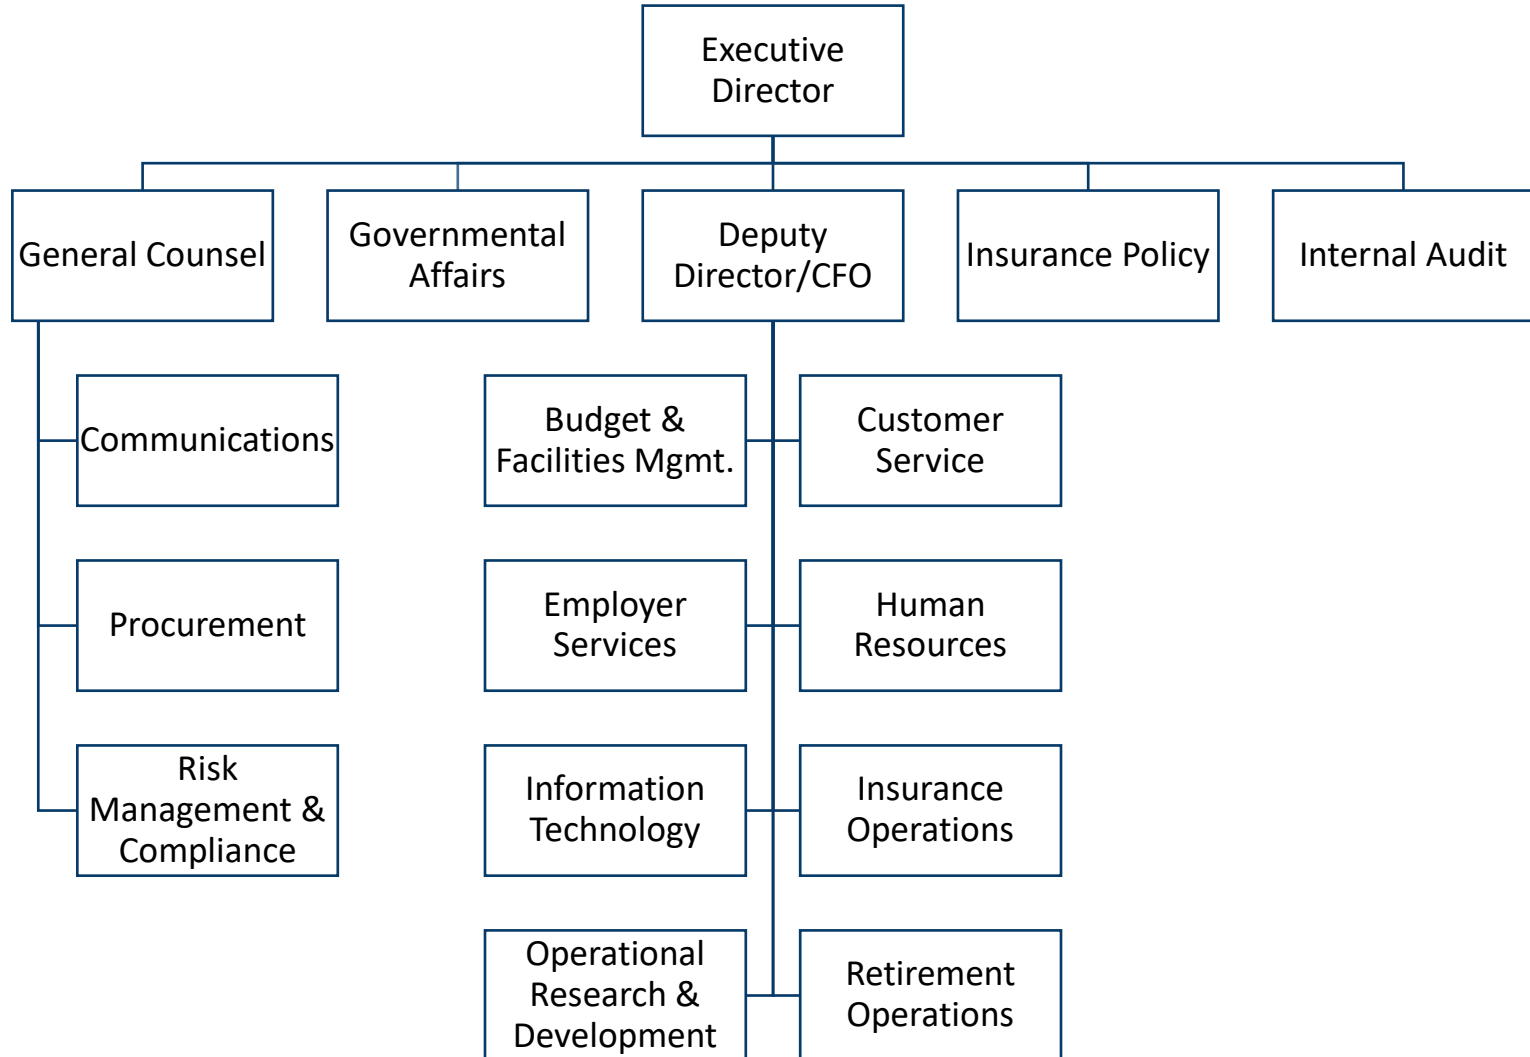 Executive
Director
General Counsel
Governmental
Affairs
Deputy
Director/CFO
Insurance Policy
Internal Audit
Communications
Budget &
Facilities Mgmt.
Customer
Service
Procurement
Employer
Services
Human
Resources
Risk
Management &
Compliance
Information
Technology
Insurance
Operations
Operational
Research &
Development
Retirement
Operations